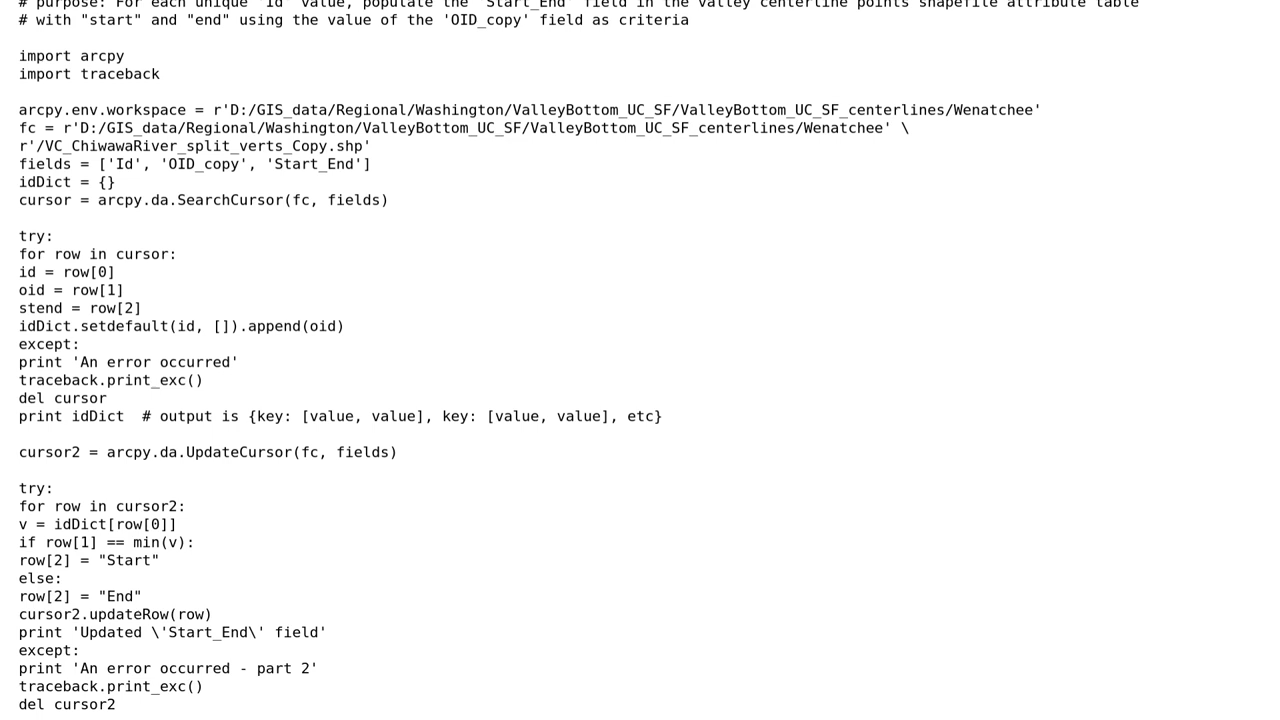 # purpose: For each unique 'Id' value, populate the 'Start_End' field in the valley centerline points shapefile attribute table
# with "start" and "end" using the value of the 'OID_copy' field as criteria
import arcpy
import traceback
arcpy.env.workspace = r'D:/GIS_data/Regional/Washington/ValleyBottom_UC_SF/ValleyBottom_UC_SF_centerlines/Wenatchee'
fc = r'D:/GIS_data/Regional/Washington/ValleyBottom_UC_SF/ValleyBottom_UC_SF_centerlines/Wenatchee' \
r'/VC_ChiwawaRiver_split_verts_Copy.shp'
fields = ['Id', 'OID_copy', 'Start_End']
idDict = {}
cursor = arcpy.da.SearchCursor(fc, fields)
try:
for row in cursor:
id = row[0]
oid = row[1]
stend = row[2]
idDict.setdefault(id, []).append(oid)
except:
print 'An error occurred'
traceback.print_exc()
del cursor
print idDict  # output is {key: [value, value], key: [value, value], etc}
cursor2 = arcpy.da.UpdateCursor(fc, fields)
try:
for row in cursor2:
v = idDict[row[0]]
if row[1] == min(v):
row[2] = "Start"
else:
row[2] = "End"
cursor2.updateRow(row)
print 'Updated \'Start_End\' field'
except:
print 'An error occurred - part 2'
traceback.print_exc()
del cursor2